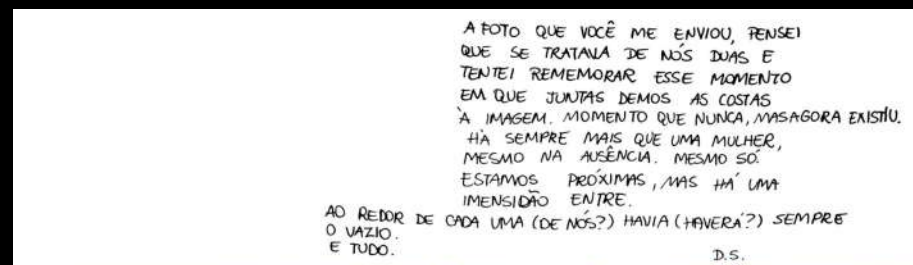 A FOTO QUE VOCÊ ME ENVIOU, PENSEI
QUE SE TRATAVA DE NÓS DUAS E
TENTEI REMEMORAR ESSE MOMENTO
EM QUE JUNTAS DEMOS AS COSTAS
À IMAGEM. MOMENTO QUE NUNCA, MAS AGORA EXISTIU.
HÁ SEMPRE MAIS QUE UMA MULHER,
MESMO NA AUSÊNCIA. MESMO SÓ.
ESTAMOS PRÓXIMAS, MAS HÁ UMA
IMENSIDÃO ENTRE.
AO REDOR DE CADA UMA (DE NÓS?) HAVIA (HAVERÁ?) SEMPRE
O VAZIO.
E TUDO.
D.S.